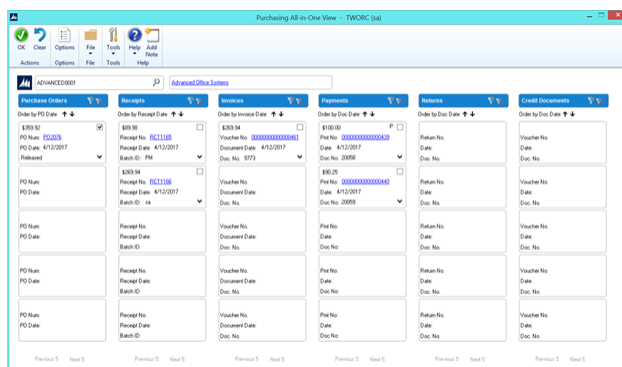 Purchasing All-in-One View - TWORC (sa)
OK Clear Options File Tools Help Add Note
Actions Options File Tools Help
ADVANCED0001 Advanced Office Systems
Purchase Orders Receipts Invoices Payments Returns Credit Documents
Order by PO Date Order by Receipt Date Order by Invoice Date Order by Doc Date Order by Doc Date Order by Doc Date
$359.92 $89.98 $269.94 $100.00 P
PO Num: PO2076 Receipt No. RCT1165 Voucher No. 00000000000000461 Pmt No. 00000000000000439 Return No. Voucher No.
PO Date: 4/12/2017 Receipt Date: 4/12/2017 Document Date: 4/12/2017 Date: 4/12/2017 Date: Date:
Released Batch ID: FM Doc. No. 9773 Doc No: 20058 Doc. No. Doc. No.
$269.94 $90.25
PO Num: Receipt No. RCT1166 Voucher No. Pmt No. 00000000000000440 Return No. Voucher No.
PO Date: Receipt Date: 4/12/2017 Document Date: Date: 4/12/2017 Date: Date:
Batch ID: Doc. No. Doc No: 20059 Doc. No. Doc. No.
PO Num: Receipt No. Voucher No. Pmt No. Return No. Voucher No.
PO Date: Receipt Date: Document Date: Date: Date: Date:
Batch ID: Doc. No. Doc No: Doc. No. Doc. No.
PO Num: Receipt No. Voucher No. Pmt No. Return No. Voucher No.
PO Date: Receipt Date: Document Date: Date: Date: Date:
Batch ID: Doc. No. Doc No: Doc. No. Doc. No.
PO Num: Receipt No. Voucher No. Pmt No. Return No. Voucher No.
PO Date: Receipt Date: Document Date: Date: Date: Date:
Batch ID: Doc. No. Doc No: Doc. No. Doc. No.
Previous 5 Next 5 Previous 5 Next 5 Previous 5 Next 5 Previous 5 Next 5 Previous 5 Next 5 Previous 5 Next 5